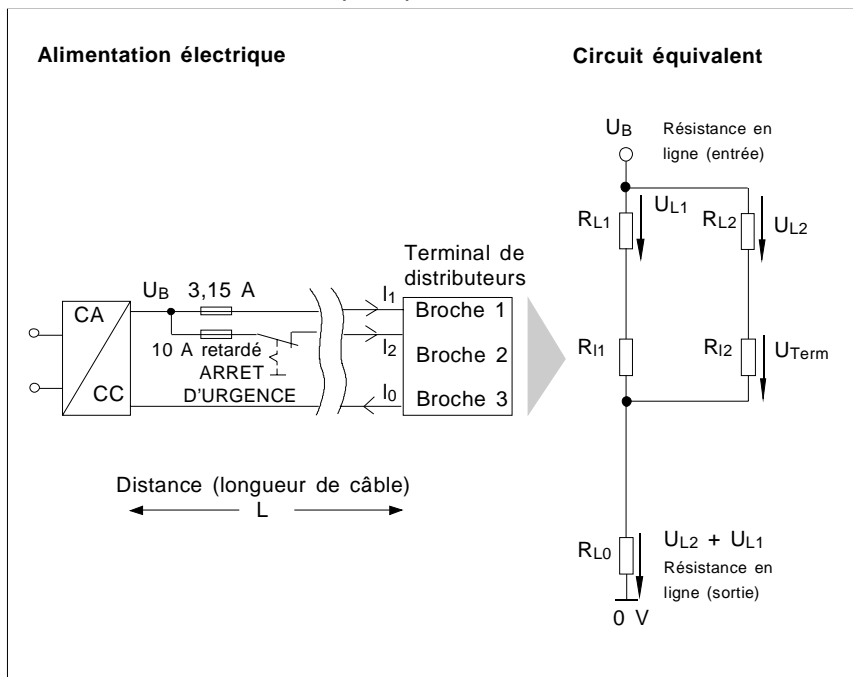 Alimentation électrique
Circuit équivalent
UB
Résistance en
ligne (entrée)
RL1
UL1
RL2
UL2
Terminal de
distributeurs
CA
CC
UB
3,15 A
I1
Broche 1
10 A retardé
I2
Broche 2
ARRET
D'URGENCE
I0
Broche 3
RI1
RI2
UTerm
Distance (longueur de câble)
L
RL0
UL2 + UL1
Résistance en
ligne (sortie)
0 V